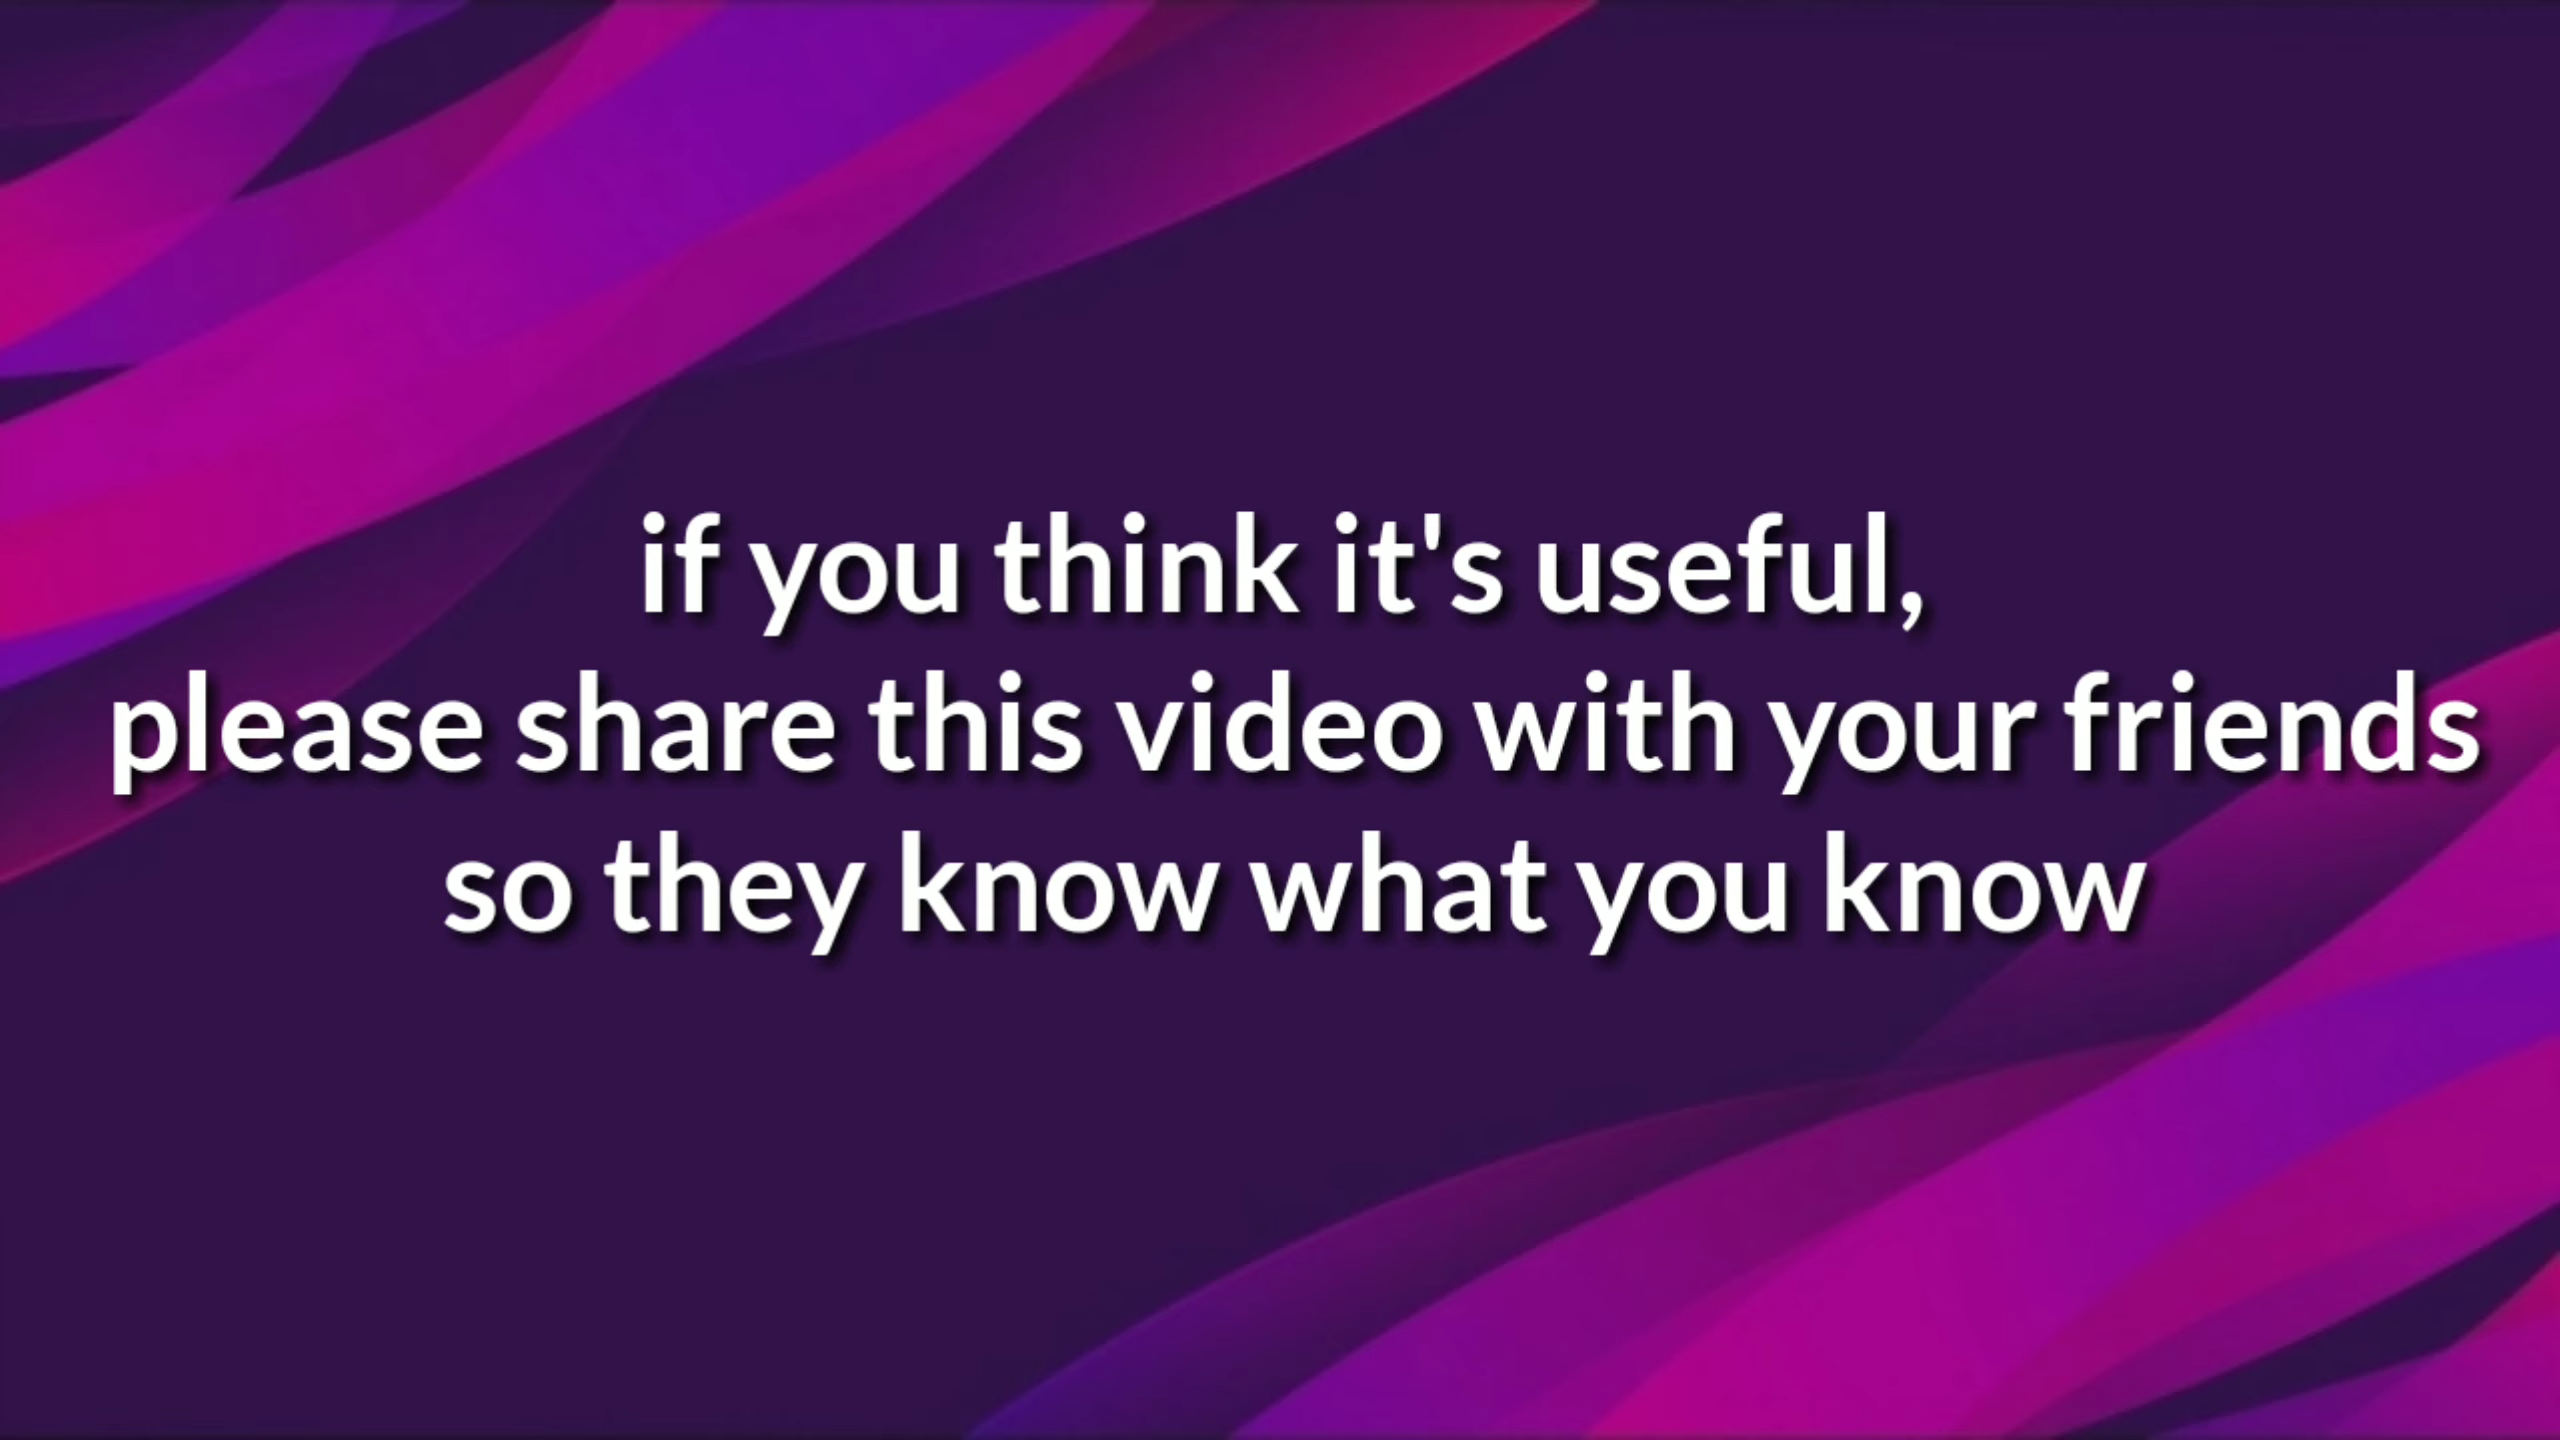 if you think it's useful,
please share this video with your friends
so they know what you know